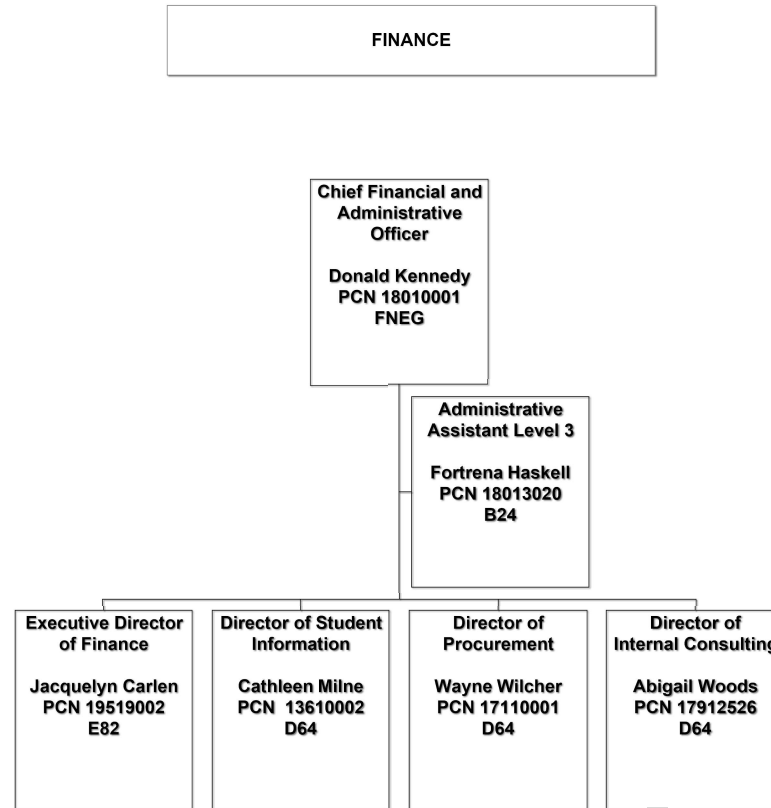 FINANCE
Chief Financial and
Administrative
Officer
Donald Kennedy
PCN 18010001
FNEG
Administrative
Assistant Level 3
Fortrena Haskell
PCN 18013020
B24
Executive Director
of Finance
Jacquelyn Carlen
PCN 19519002
E82
Director of Student
Information
Cathleen Milne
PCN  13610002
D64
Director of
Procurement
Wayne Wilcher
PCN 17110001
D64
Director of
Internal Consulting
Abigail Woods
PCN 17912526
D64